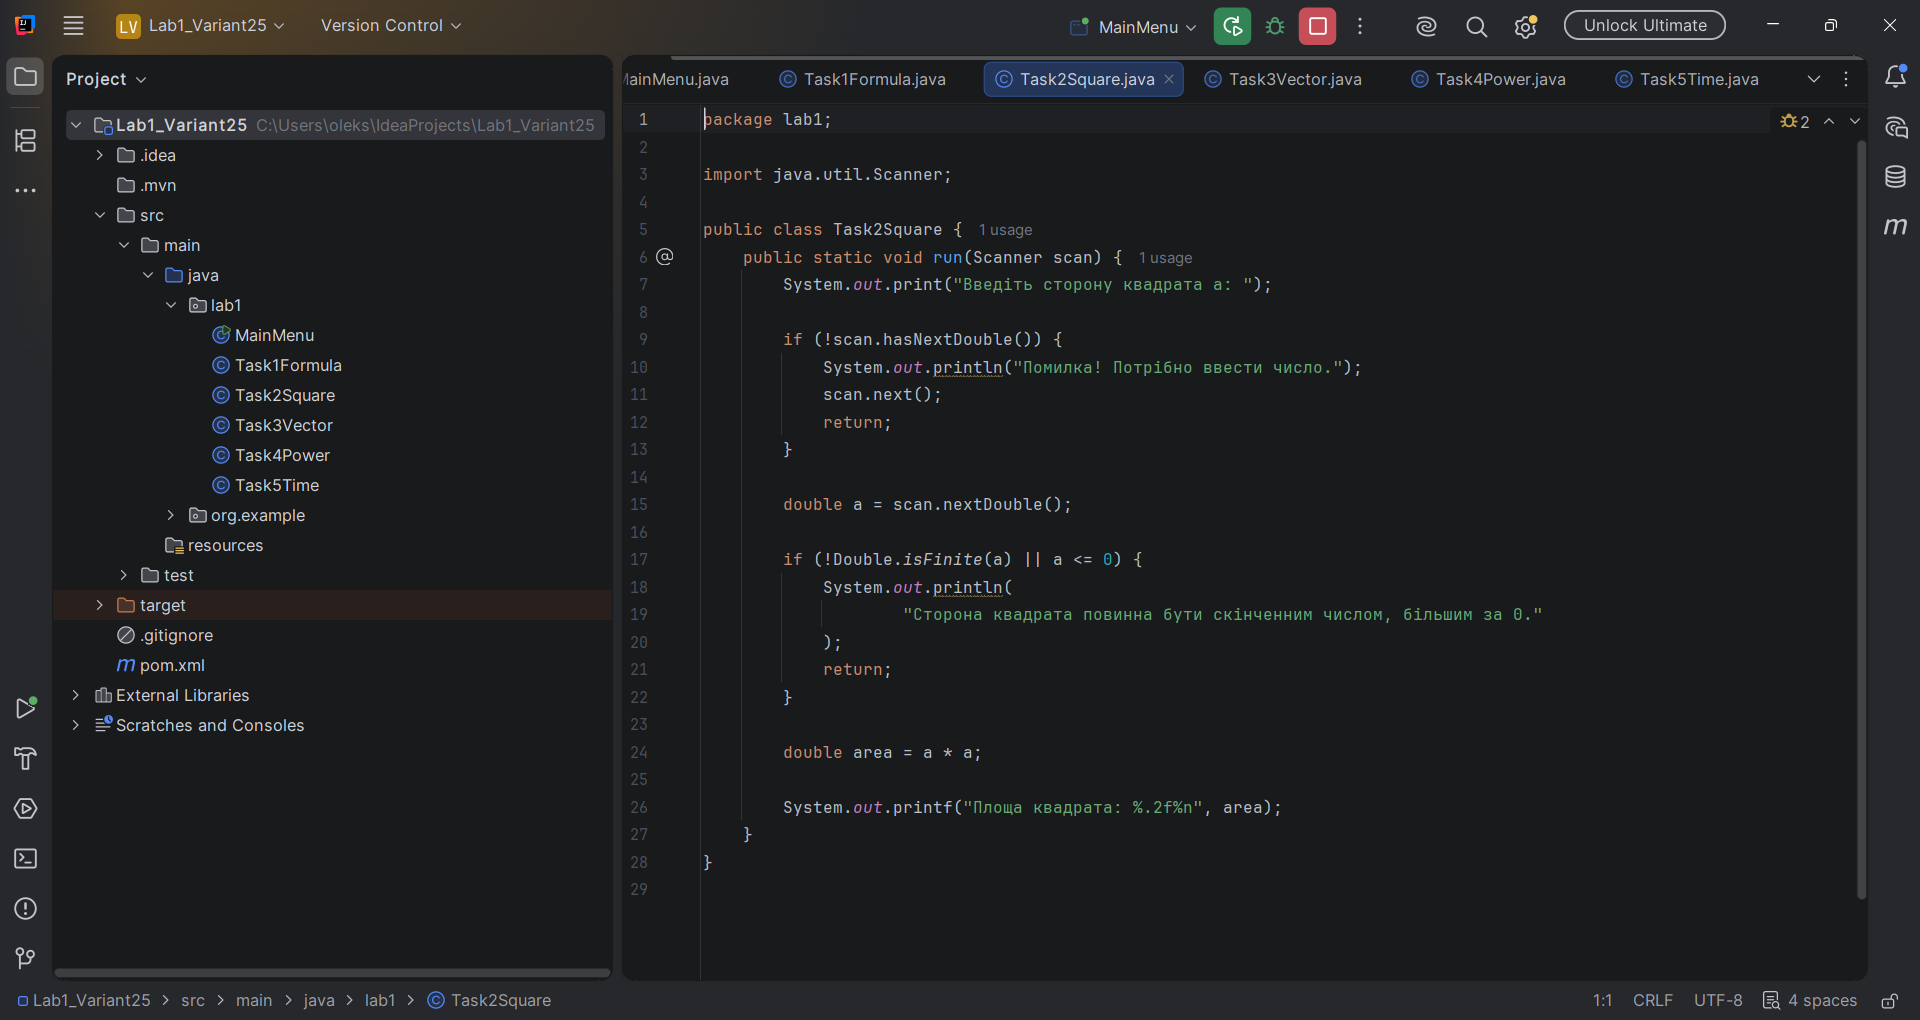 LV Lab1_Variant25 Version Control MainMenu Unlock Ultimate
Project
MainMenu.java Task1Formula.java Task2Square.java Task3Vector.java Task4Power.java Task5Time.java
Lab1_Variant25 C:\Users\oleks\IdeaProjects\Lab1_Variant25
.idea
.mvn
src
main
java
lab1
MainMenu
Task1Formula
Task2Square
Task3Vector
Task4Power
Task5Time
org.example
resources
test
target
.gitignore
pom.xml
External Libraries
Scratches and Consoles
2
1 package lab1;
2
3 import java.util.Scanner;
4
5 public class Task2Square { 1 usage
6 public static void run(Scanner scan) { 1 usage
7 System.out.print("Введіть сторону квадрата a: ");
8
9 if (!scan.hasNextDouble()) {
10 System.out.println("Помилка! Потрібно ввести число.");
11 scan.next();
12 return;
13 }
14
15 double a = scan.nextDouble();
16
17 if (!Double.isFinite(a) || a <= 0) {
18 System.out.println(
19 "Сторона квадрата повинна бути скінченним числом, більшим за 0."
20 );
21 return;
22 }
23
24 double area = a * a;
25
26 System.out.printf("Площа квадрата: %.2f%n", area);
27 }
28 }
29
Lab1_Variant25 > src > main > java > lab1 > Task2Square
1:1 CRLF UTF-8 4 spaces